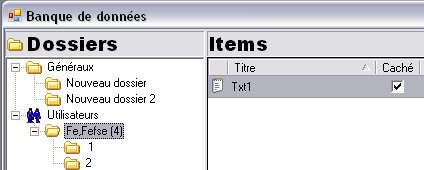 Banque de données
Dossiers
Généraux
Nouveau dossier
Nouveau dossier 2
Utilisateurs
Fe,Fefse (4)
1
2
Items
Titre Caché
Txt1